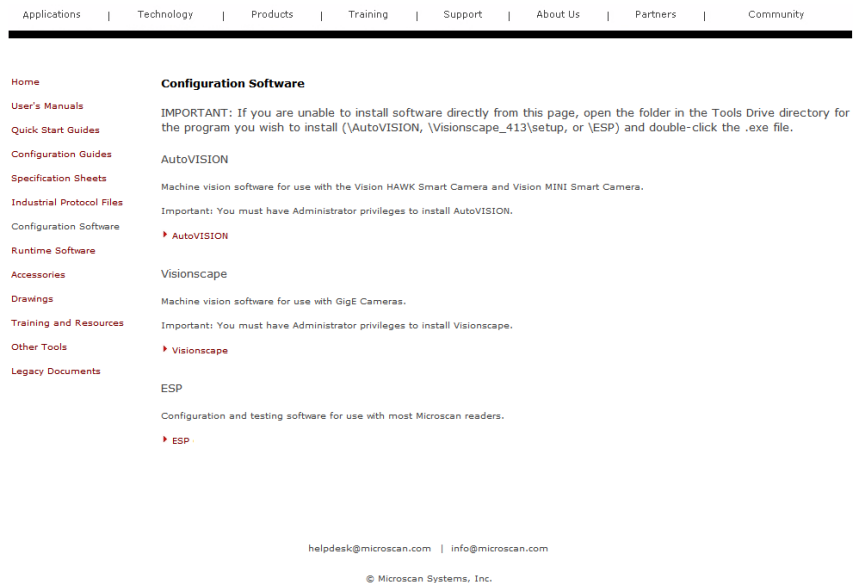 Applications | Technology | Products | Training | Support | About Us | Partners | Community
Home
User's Manuals
Quick Start Guides
Configuration Guides
Specification Sheets
Industrial Protocol Files
Configuration Software
Runtime Software
Accessories
Drawings
Training and Resources
Other Tools
Legacy Documents
Configuration Software
IMPORTANT: If you are unable to install software directly from this page, open the folder in the Tools Drive directory for
the program you wish to install (\AutoVISION, \Visionscape_413\setup, or \ESP) and double-click the .exe file.
AutoVISION
Machine vision software for use with the Vision HAWK Smart Camera and Vision MINI Smart Camera.
Important: You must have Administrator privileges to install AutoVISION.
AutoVISION
Visionscape
Machine vision software for use with GigE Cameras.
Important: You must have Administrator privileges to install Visionscape.
Visionscape
ESP
Configuration and testing software for use with most Microscan readers.
ESP
helpdesk@microscan.com | info@microscan.com
© Microscan Systems, Inc.